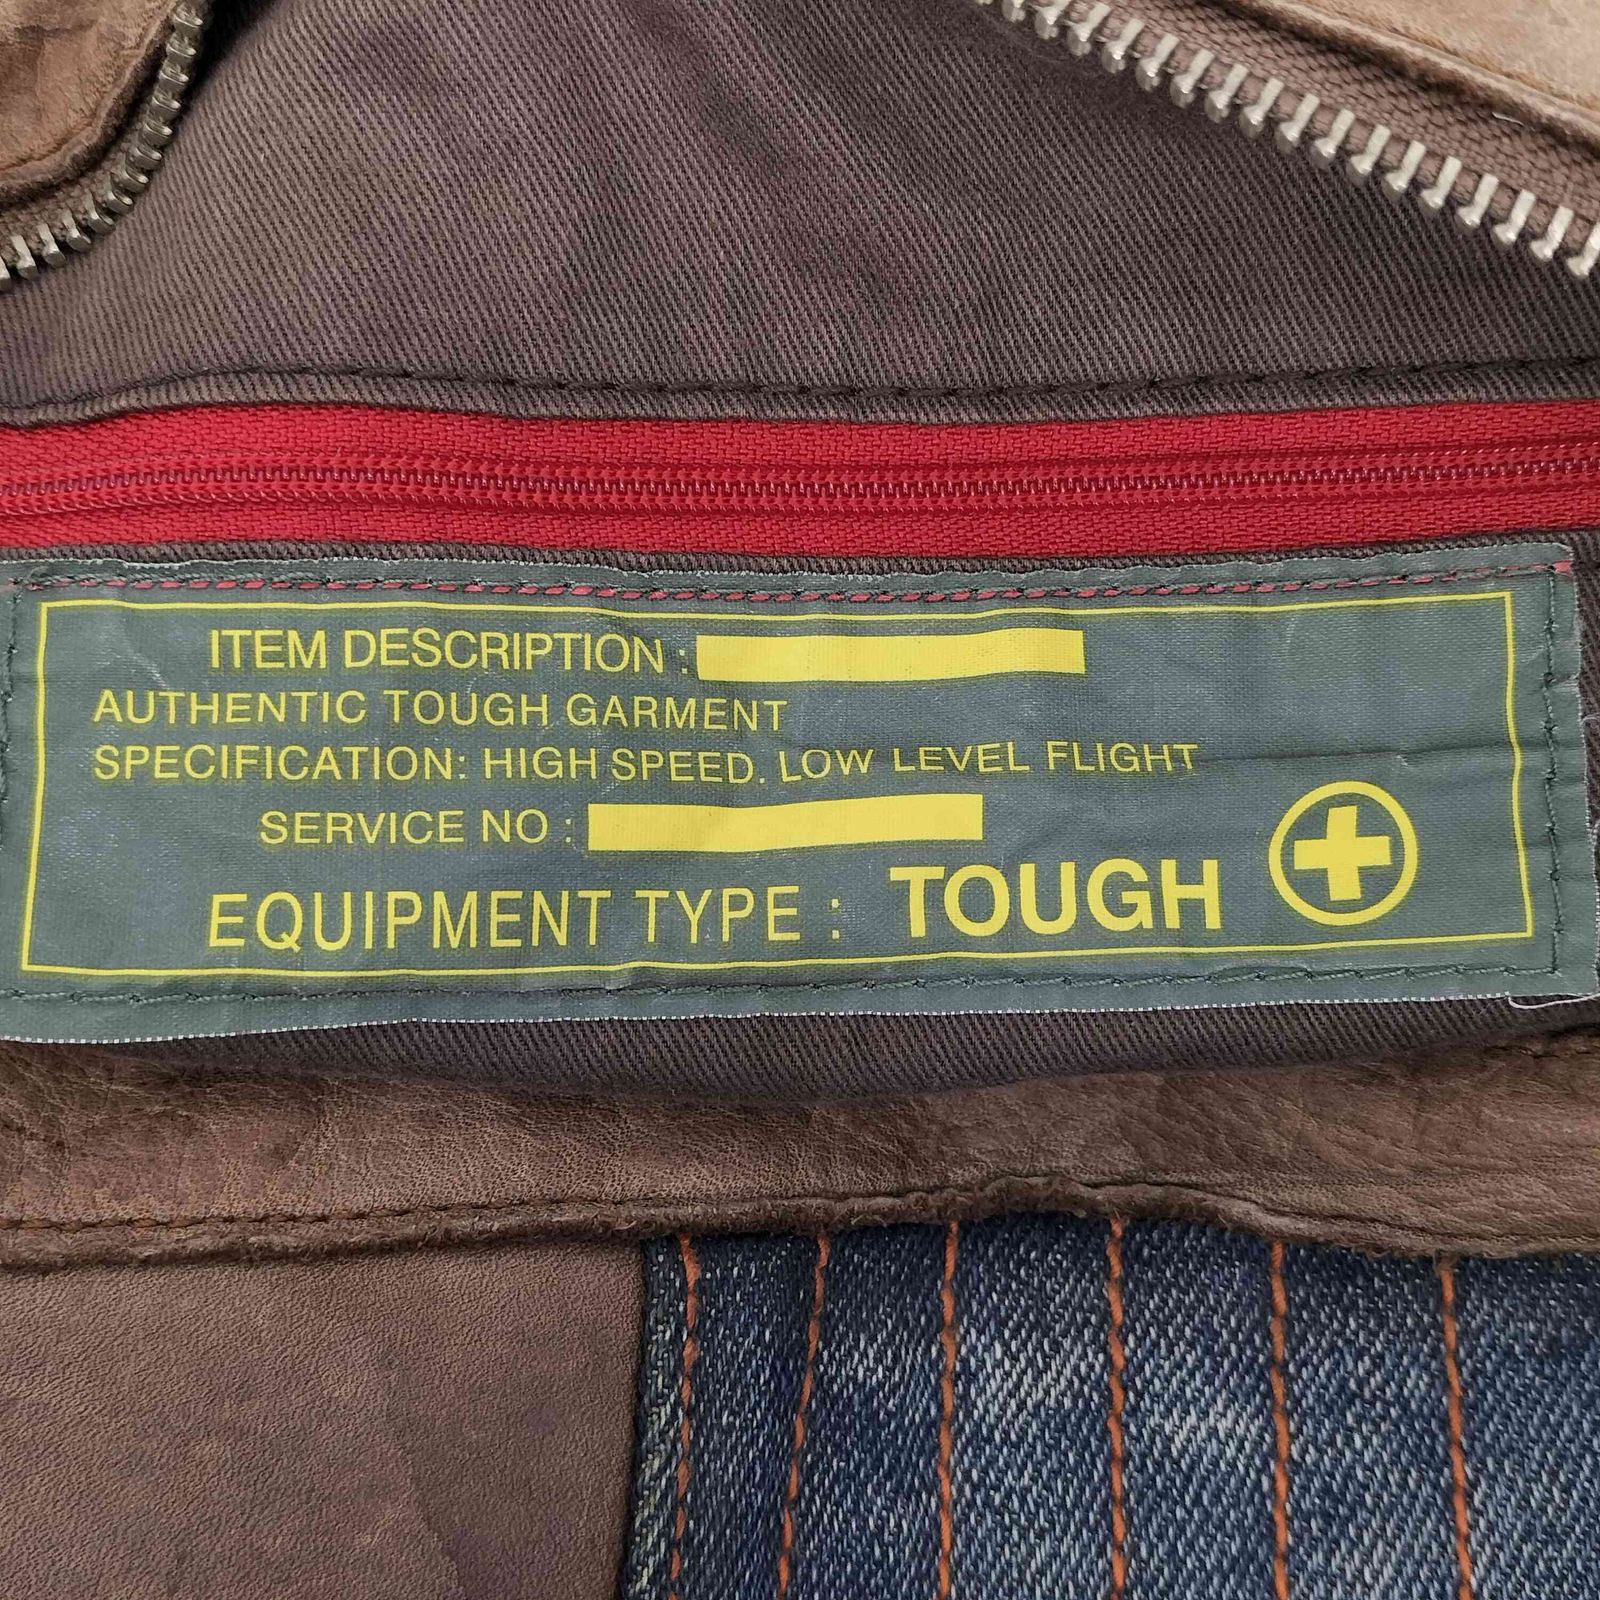 ITEM DESCRIPTION :
AUTHENTIC TOUGH GARMENT
SPECIFICATION: HIGH SPEED. LOW LEVEL FLIGHT
SERVICE NO :
EQUIPMENT TYPE : TOUGH